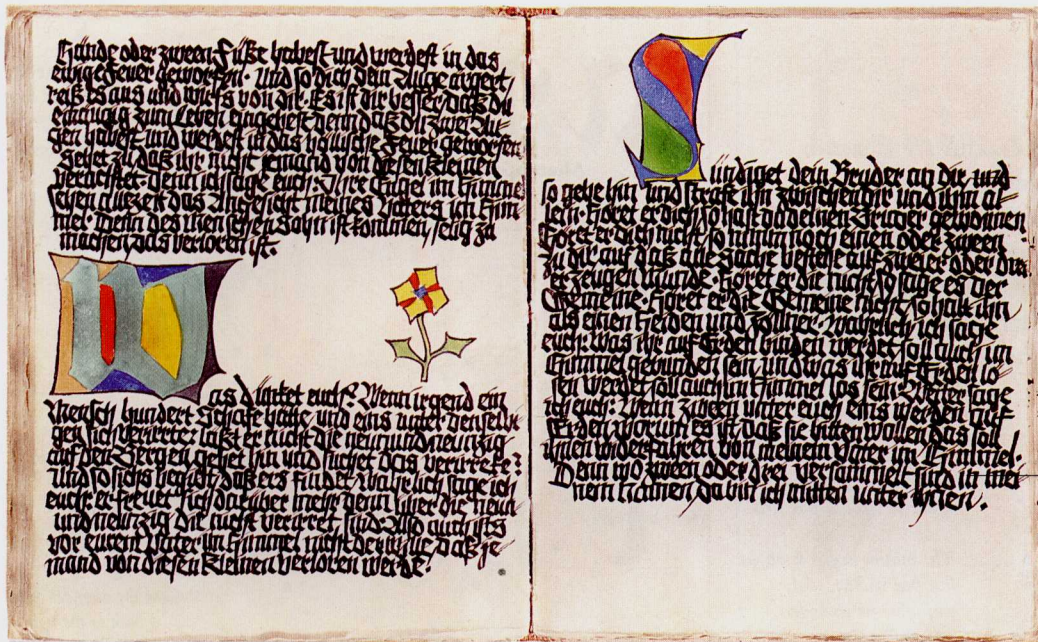 Hände oder zween Füße habest und werdest in das
ewige Feuer geworfen. Und so dich dein Auge ärgert,
reiß es aus und wirfs von dir. Es ist dir besser, daß du
einäugig zum Leben eingehest, denn daß du zwei Au-
gen habest und werdest in das höllische Feuer geworfen.
Sehet zu, daß ihr nicht jemand von diesen Kleinen
verachtet. Denn ich sage euch: Ihre Engel im Himmel
sehen allezeit das Angesicht meines Vaters im Him-
mel. Denn des Menschen Sohn ist kommen, selig zu
machen, das verloren ist.
Was dünket euch? Wenn irgend ein
Mensch hundert Schafe hätte und eins unter densel-
gen sich verirrte: läßt er nicht die neunundneunzig
auf den Bergen, gehet hin und suchet das verirrete?
Und so sichs begibt, daß ers findet, wahrlich sage ich
euch: er freuet sich darüber mehr denn über die neun
und neunzig, die nicht verirret sind. Also auch ists
vor eurem Vater im Himmel nicht der Wille, daß je-
mand von diesen Kleinen verloren werde.
Sündiget dein Bruder an dir, und
so gehe hin und strafe ihn zwischen dir und ihm al-
lein. Höret er dich, so hast du deinen Bruder gewonnen
Höret er dich nicht, so nimm noch einen oder zween
zu dir, auf daß alle Sache bestehe auf zweier oder drei-
er Zeugen Munde. Höret er die nicht, so sage es der
Gemeine. Höret er die Gemeine nicht, so halt ihn
als einen Heiden und Zöllner. Wahrlich ich sage
euch: Was ihr auf Erden binden werdet, soll auch im
Himmel gebunden sein, und was ihr auf Erden lö-
sen werdet, soll auch im Himmel los sein. Weiter sage
ich euch: Wenn zween unter euch eins werden auf
Erden, worum es ist, daß sie bitten wollen, das soll
ihnen widerfahren von meinem Vater im Himmel.
Denn wo zween oder drei versammelt sind in mei-
nem Namen, da bin ich mitten unter ihnen.